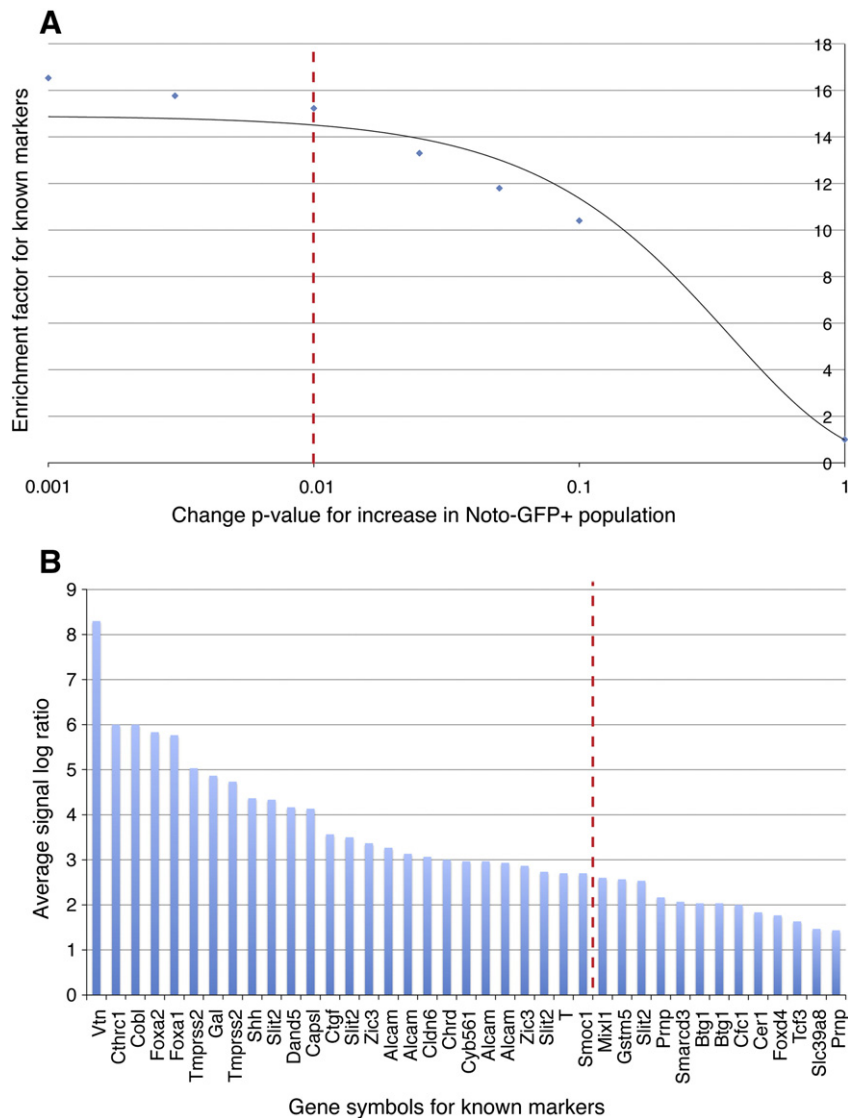 A
18
16
14
12
10
8
6
4
2
0
Enrichment factor for known markers
0.001 0.01 0.1 1
Change p-value for increase in Noto-GFP+ population
B
9
8
7
6
5
4
3
2
1
0
Average signal log ratio
Vtn
Cthrc1
Cobl
Foxa2
Foxa1
Tmprss2
Gal
Tmprss2
Shh
Slit2
Dand5
Capsl
Ctgf
Slit2
Zic3
Alcam
Alcam
Cldn6
Chrd
Cyb561
Alcam
Alcam
Zic3
Slit2
T
Smoc1
Mixl1
Gstm5
Slit2
Prnp
Smarcd3
Btg1
Btg1
Cfc1
Cer1
Foxd4
Tcf3
Slc39a8
Prnp
Gene symbols for known markers